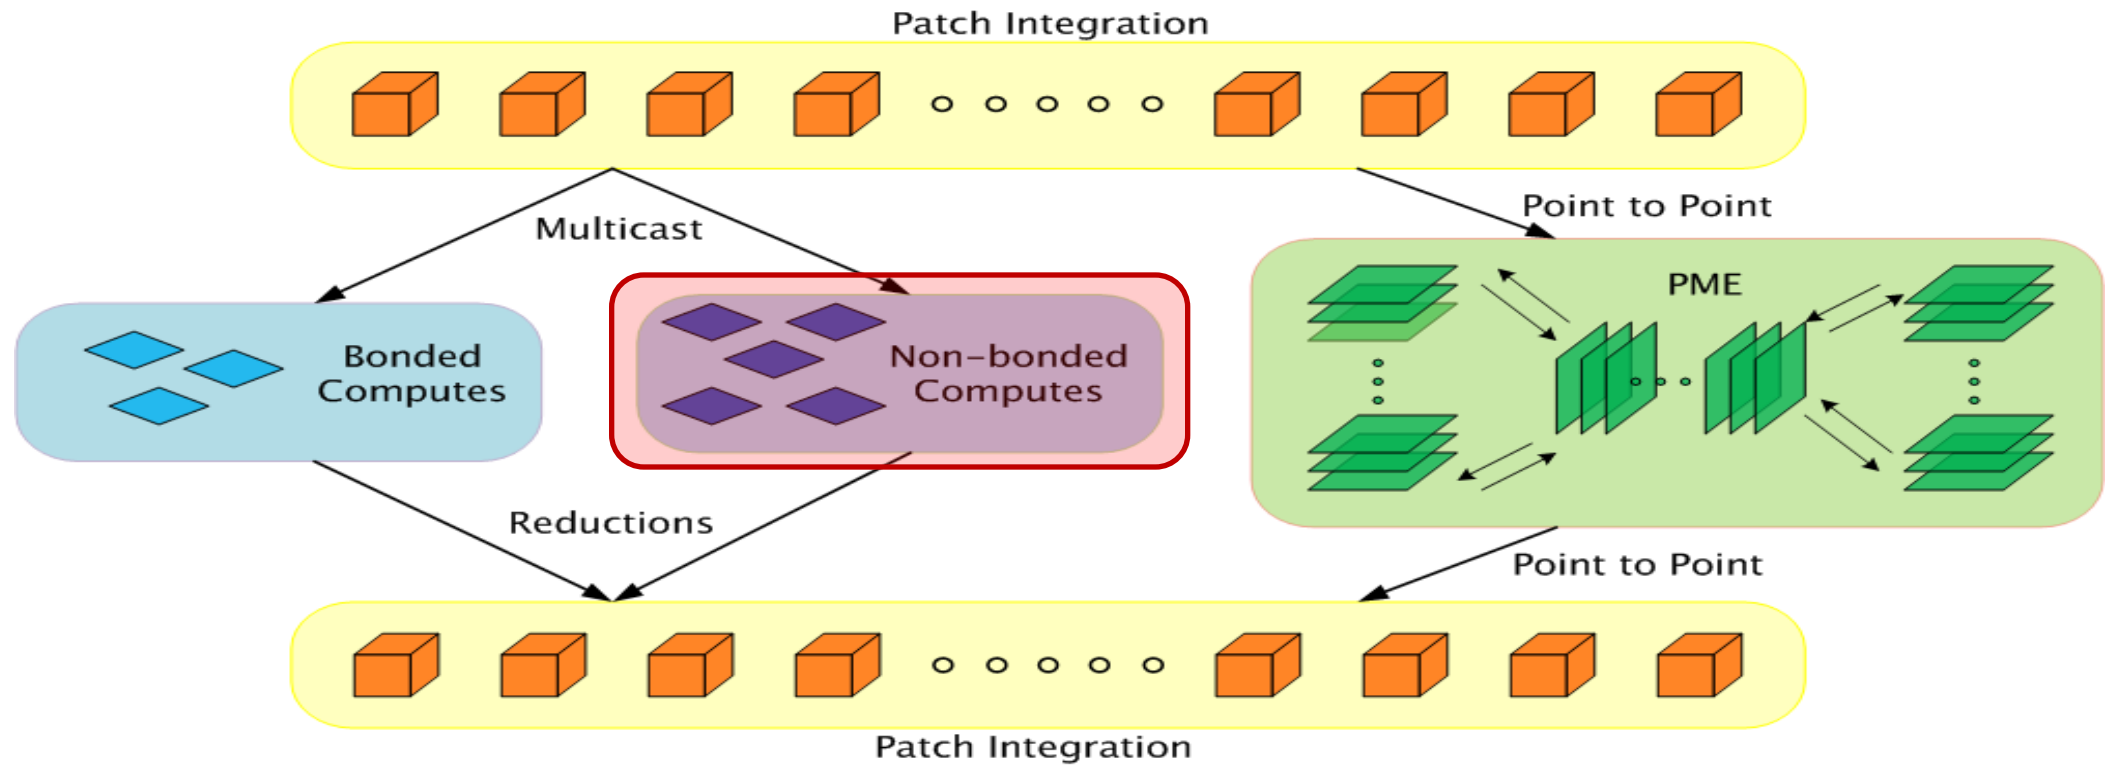 Patch Integration
Point to Point
Multicast
PME
Bonded
Computes
Non-bonded
Computes
Reductions
Point to Point
Patch Integration